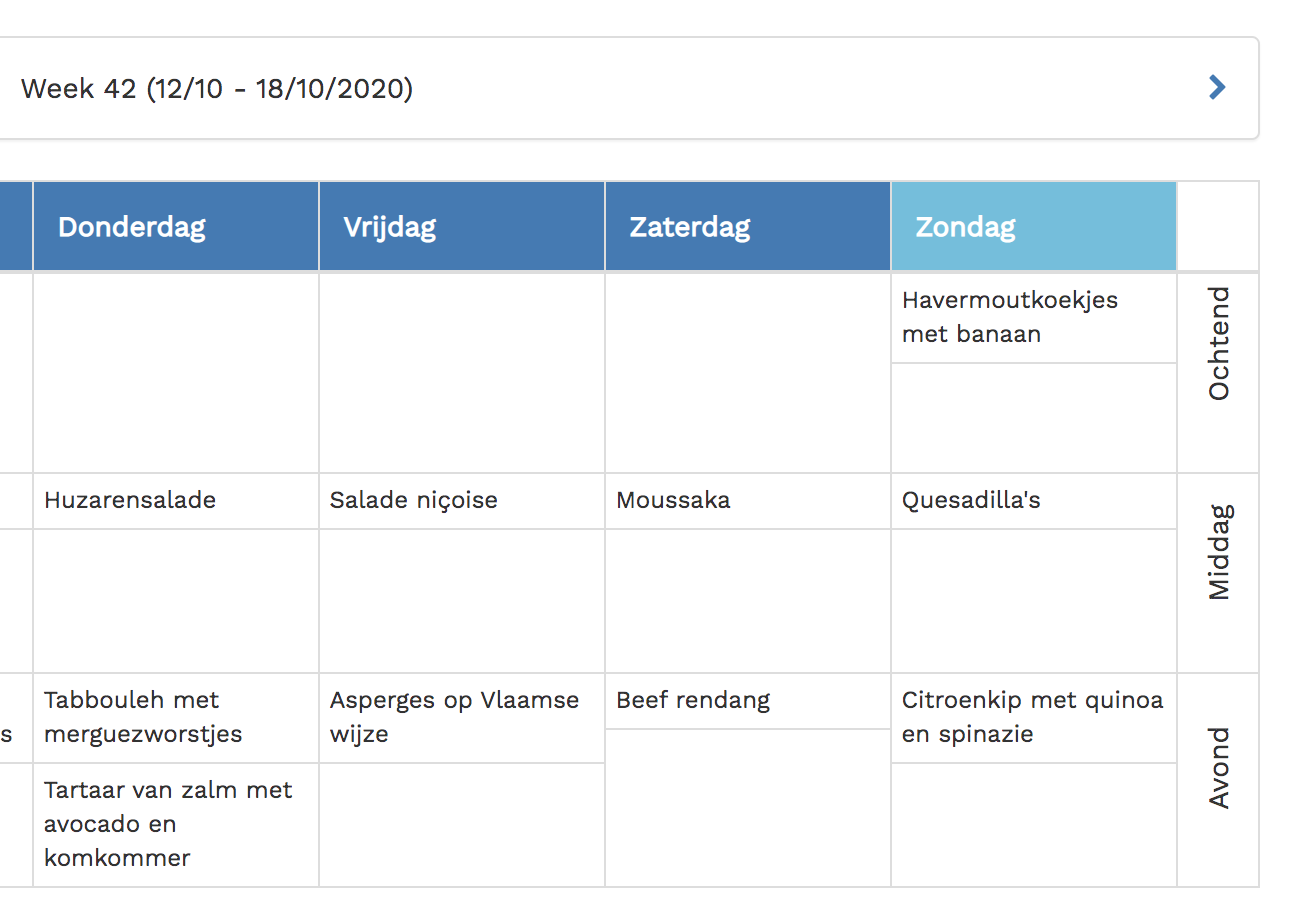 Week 42 (12/10 - 18/10/2020)
Donderdag
Vrijdag
Zaterdag
Zondag
Havermoutkoekjes
met banaan
Ochtend
Huzarensalade
Salade niçoise
Moussaka
Quesadilla's
Middag
s
Tabbouleh met
merguezworstjes
Asperges op Vlaamse
wijze
Beef rendang
Citroenkip met quinoa
en spinazie
Avond
Tartaar van zalm met
avocado en
komkommer